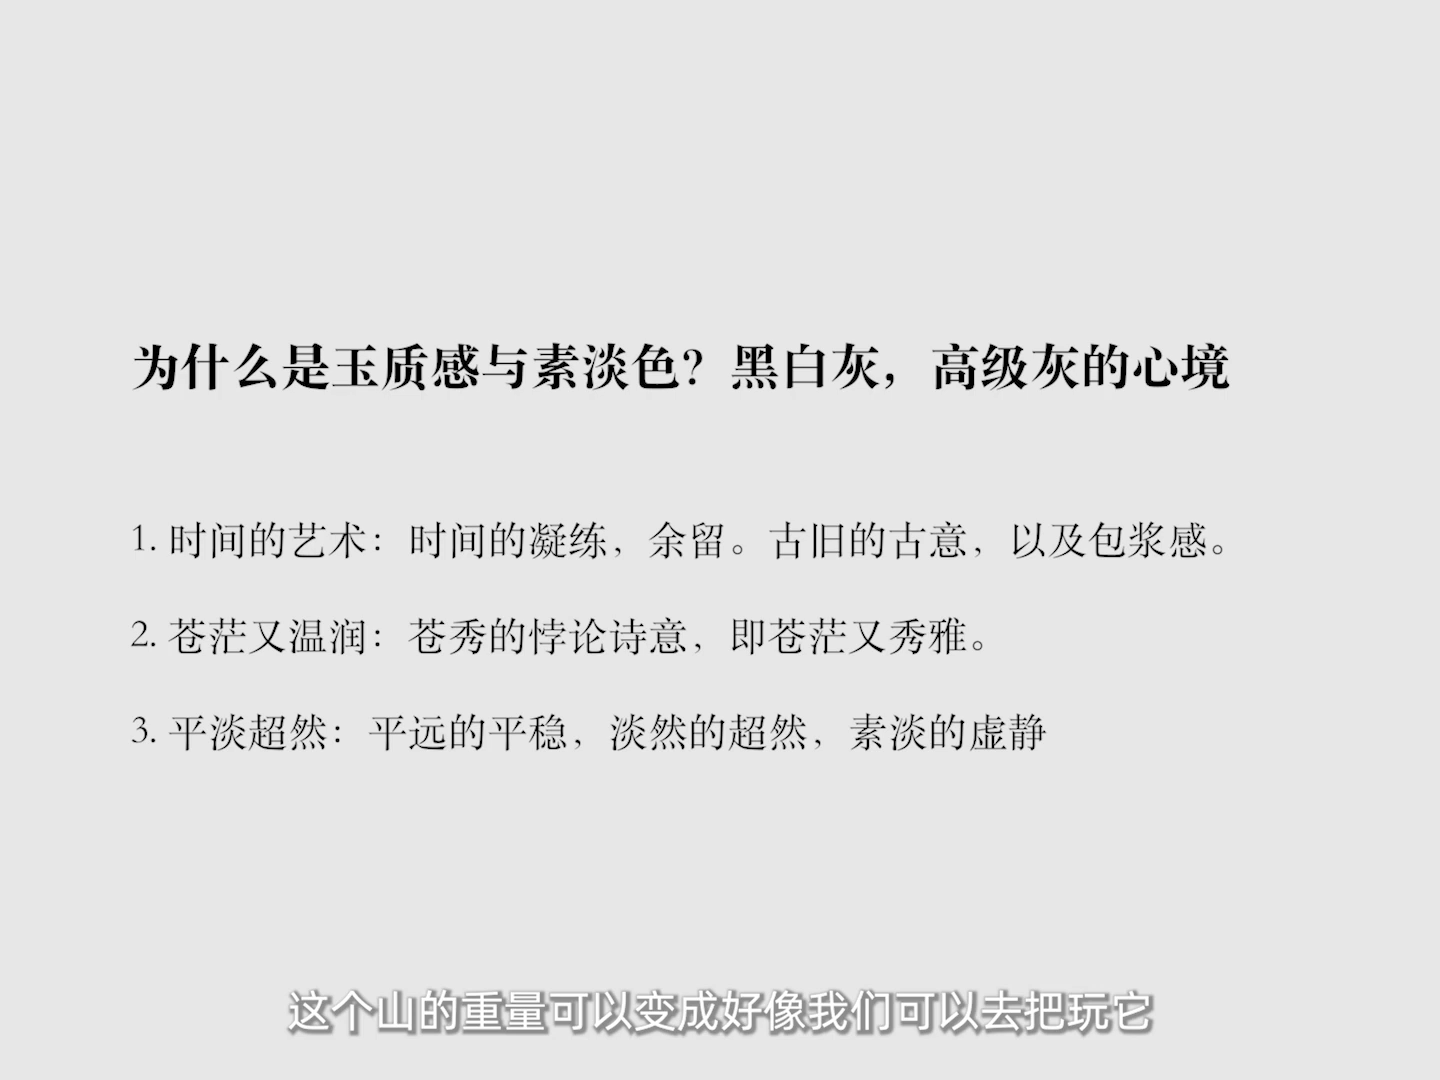 为什么是玉质感与素淡色？黑白灰，高级灰的心境
1. 时间的艺术：时间的凝练，余留。古旧的古意，以及包浆感。
2. 苍茫又温润：苍秀的悖论诗意，即苍茫又秀雅。
3. 平淡超然：平远的平稳，淡然的超然，素淡的虚静
这个山的重量可以变成好像我们可以去把玩它